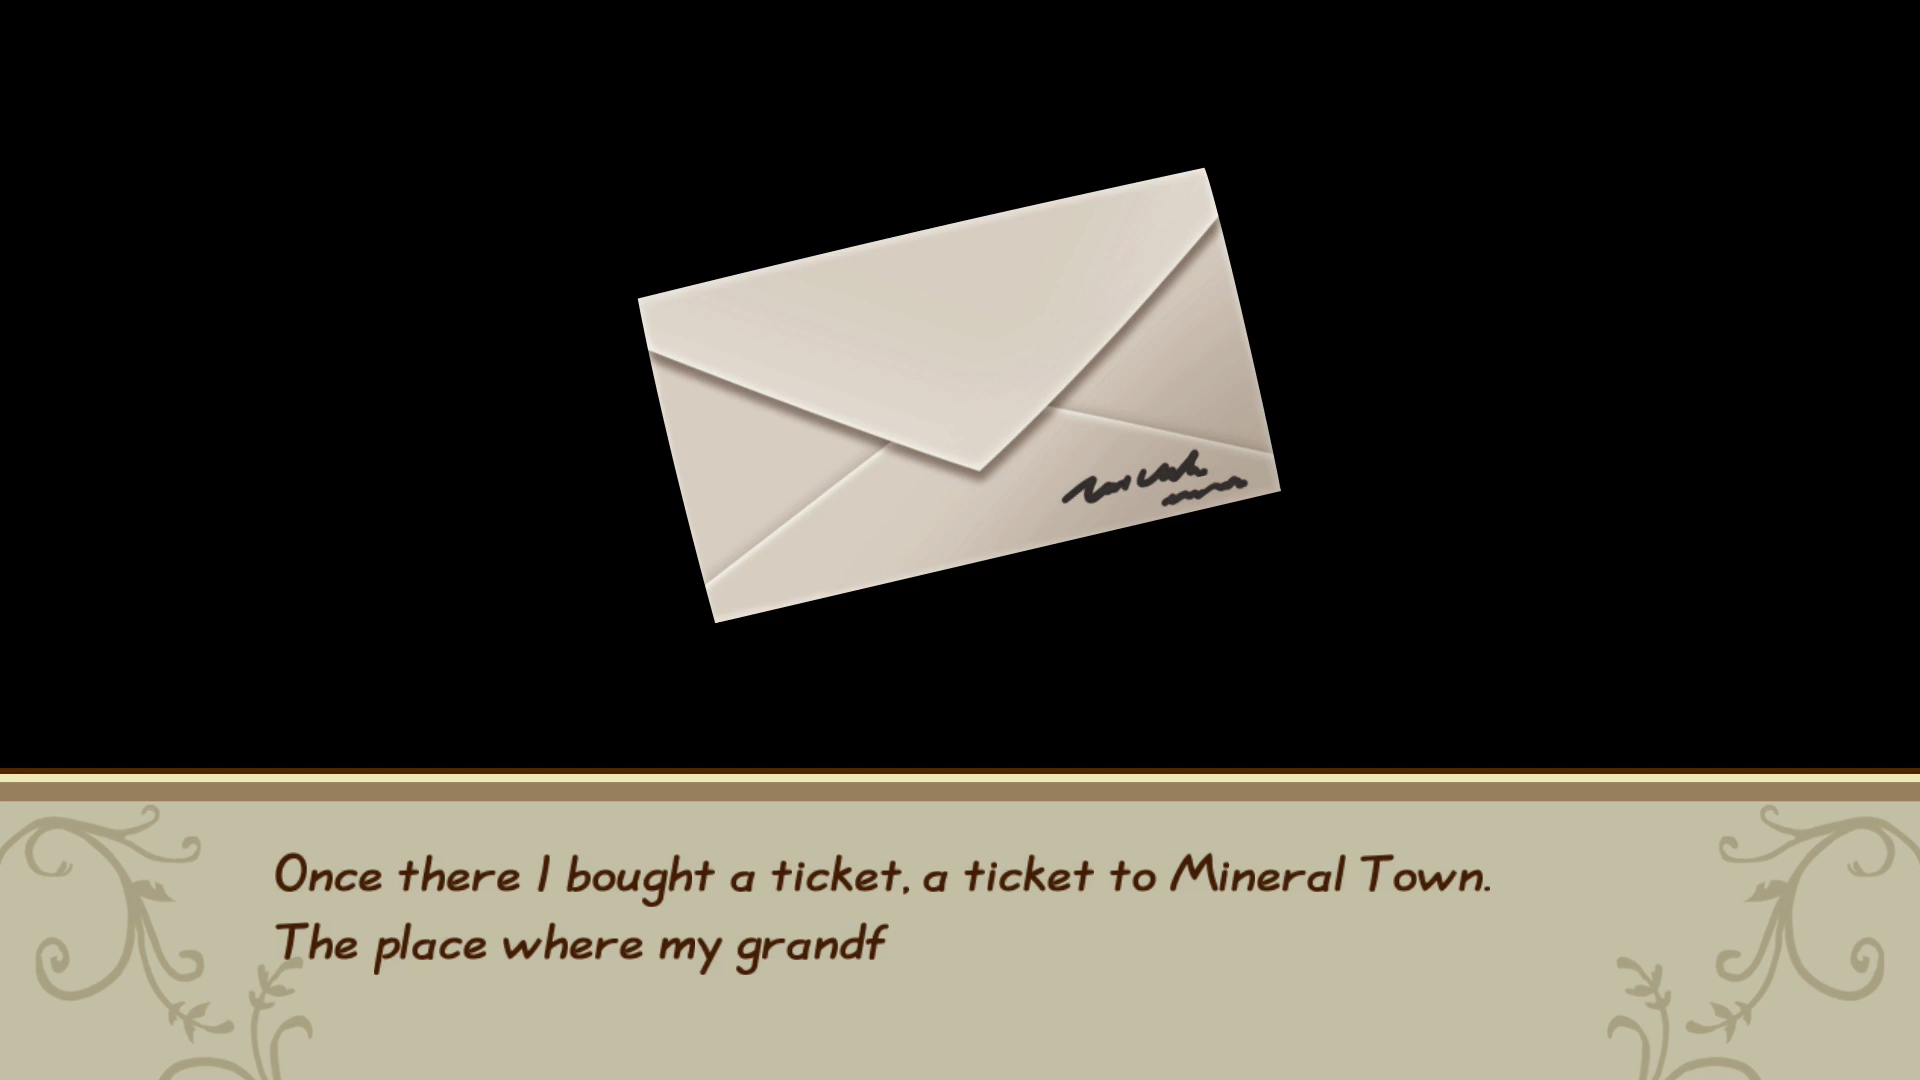 Once there I bought a ticket, a ticket to Mineral Town.
The place where my grandf